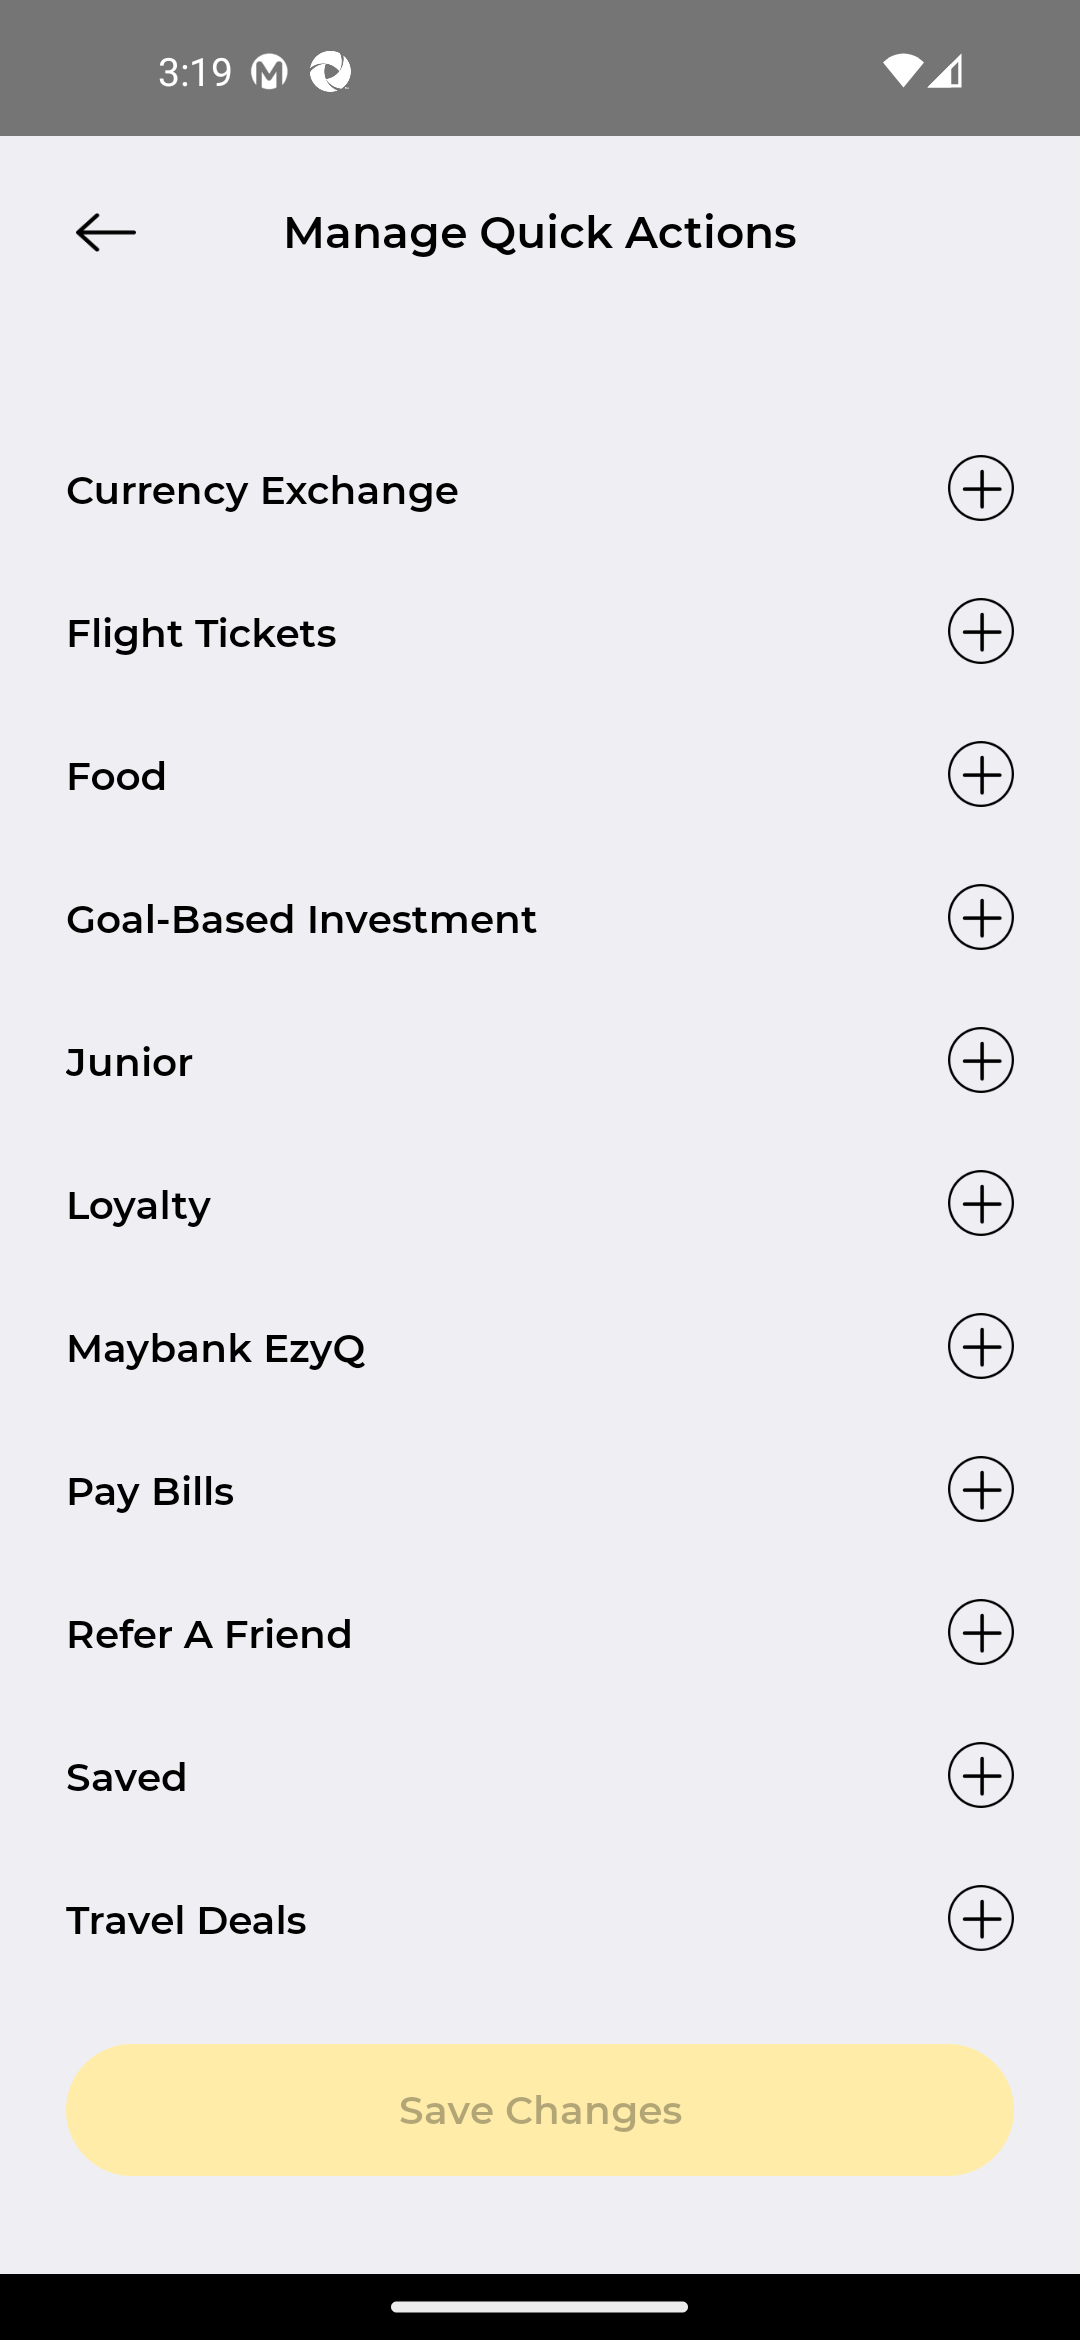 3:19
Manage Quick Actions
Currency Exchange
Flight Tickets
Food
Goal-Based Investment
Junior
Loyalty
Maybank EzyQ
Pay Bills
Refer A Friend
Saved
Travel Deals
Save Changes